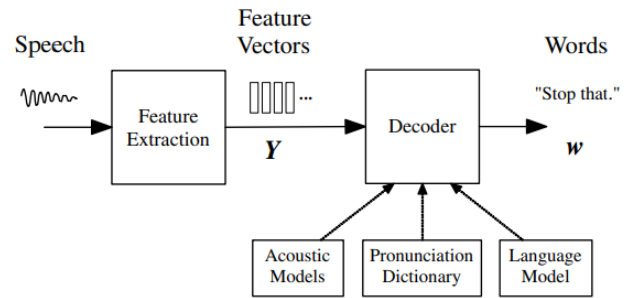 Speech
Feature
Vectors
Words
Feature
Extraction
...
Y
Decoder
"Stop that."
w
Acoustic
Models
Pronunciation
Dictionary
Language
Model